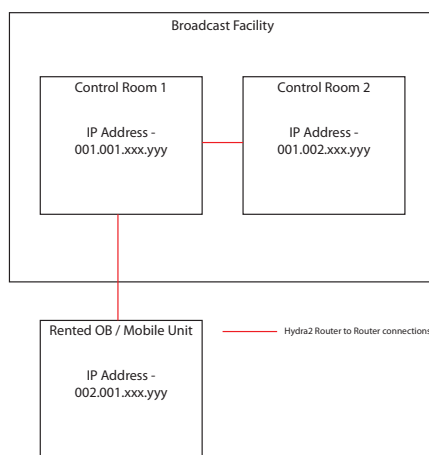 Broadcast Facility
Control Room 1
IP Address -
001.001.xxx.yyy
Control Room 2
IP Address -
001.002.xxx.yyy
Rented OB / Mobile Unit
IP Address -
002.001.xxx.yyy
Hydra2 Router to Router connections